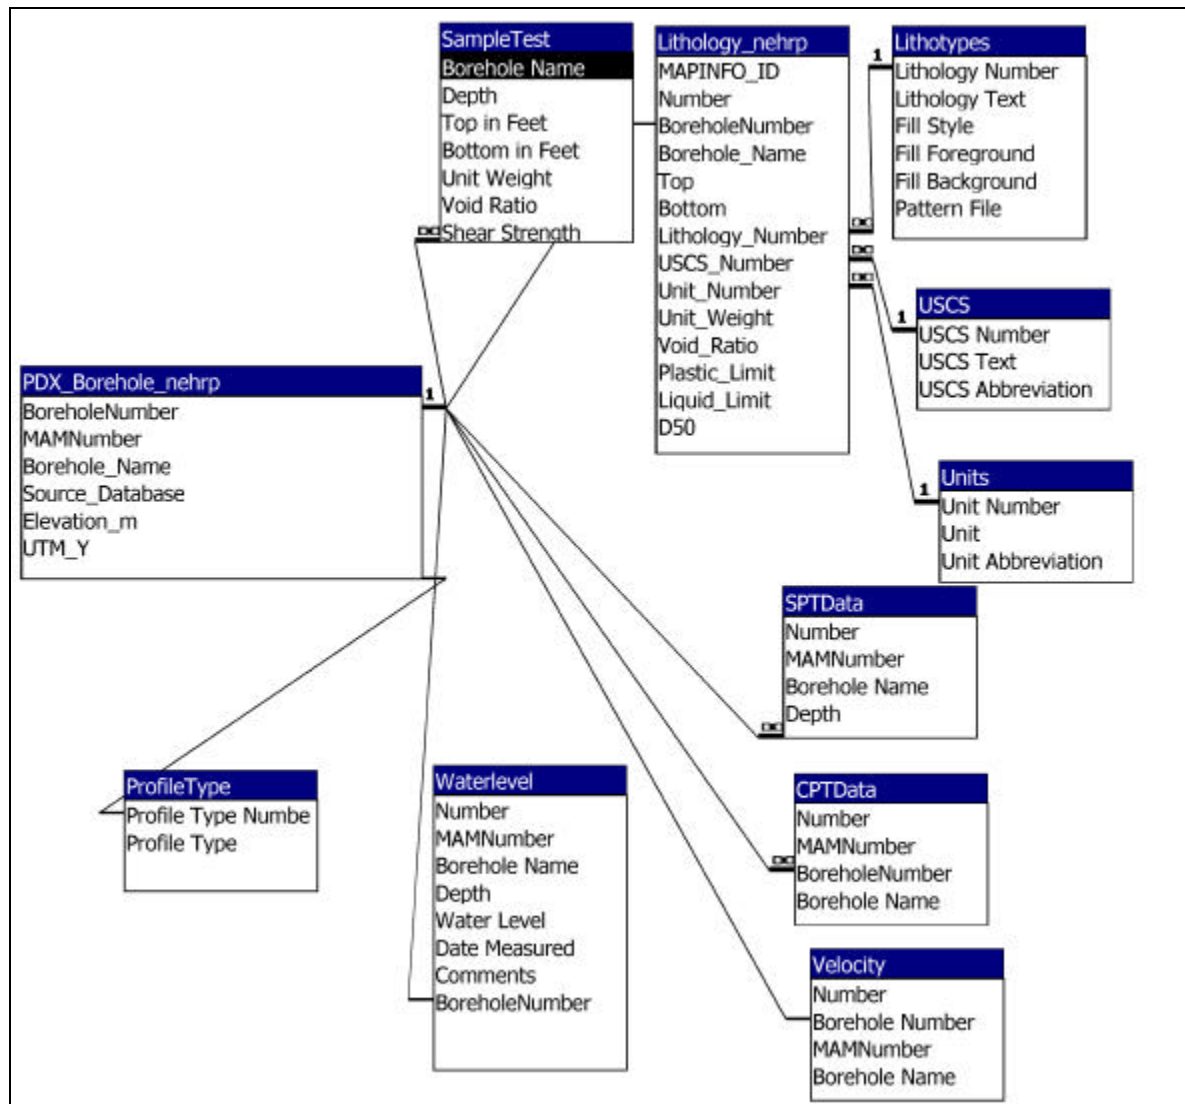 SampleTest
Borehole Name
Depth
Top in Feet
Bottom in Feet
Unit Weight
Void Ratio
Shear Strength
Lithology_nehrp
MAPINFO_ID
Number
BoreholeNumber
Borehole_Name
Top
Bottom
Lithology_Number
USCS_Number
Unit_Number
Unit_Weight
Void_Ratio
Plastic_Limit
Liquid_Limit
D50
1
Lithotypes
Lithology Number
Lithology Text
Fill Style
Fill Foreground
Fill Background
Pattern File
1
USCS
USCS Number
USCS Text
USCS Abbreviation
1
Units
Unit Number
Unit
Unit Abbreviation
PDX_Borehole_nehrp
BoreholeNumber
MAMNumber
Borehole_Name
Source_Database
Elevation_m
UTM_Y
1
SPTData
Number
MAMNumber
Borehole Name
Depth
ProfileType
Profile Type Numbe
Profile Type
Waterlevel
Number
MAMNumber
Borehole Name
Depth
Water Level
Date Measured
Comments
BoreholeNumber
CPTData
Number
MAMNumber
BoreholeNumber
Borehole Name
Velocity
Number
Borehole Number
MAMNumber
Borehole Name